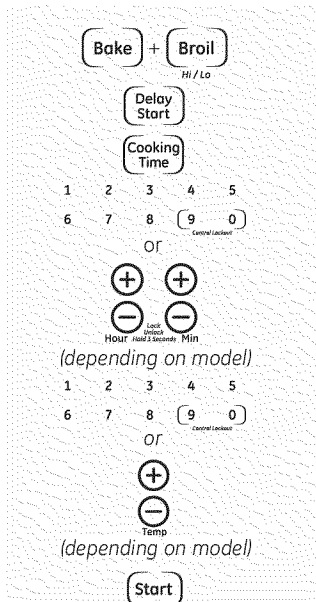 Bake + Broil
Hi / Lo
Delay
Start
Cooking
Time
1 2 3 4 5
6 7 8 9 0
Control Lockout
or
+ +
− −
Hour Lock Unlock Hold 3 Seconds Min
(depending on model)
1 2 3 4 5
6 7 8 9 0
Control Lockout
or
+
−
Temp
(depending on model)
Start